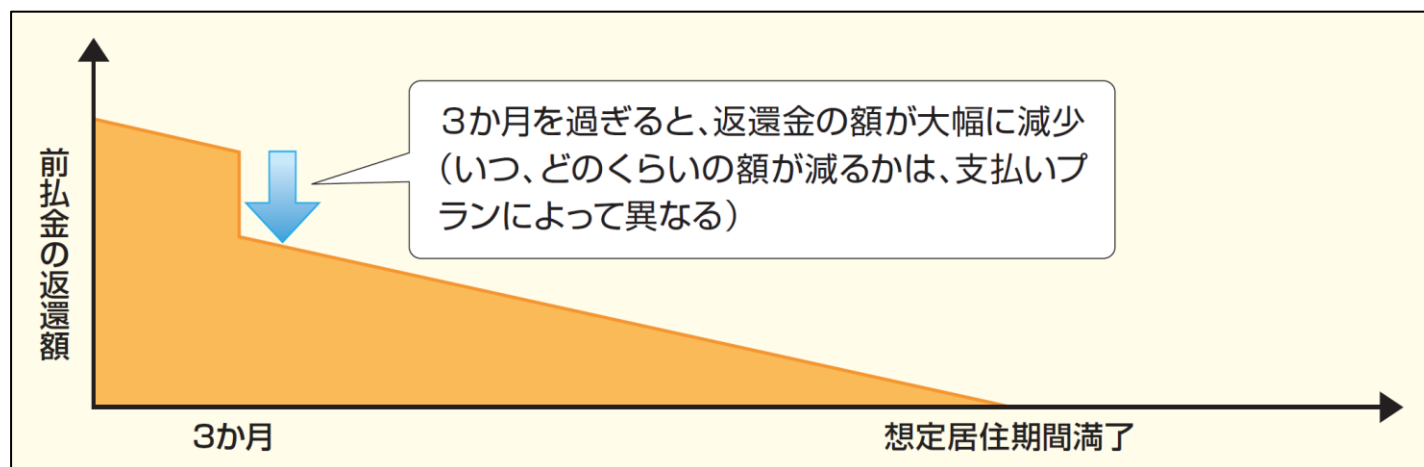 3か月を過ぎると、返還金の額が大幅に減少
(いつ、どのくらいの額が減るかは、支払いプ
ランによって異なる)
前払金の返還額
3か月
想定居住期間満了